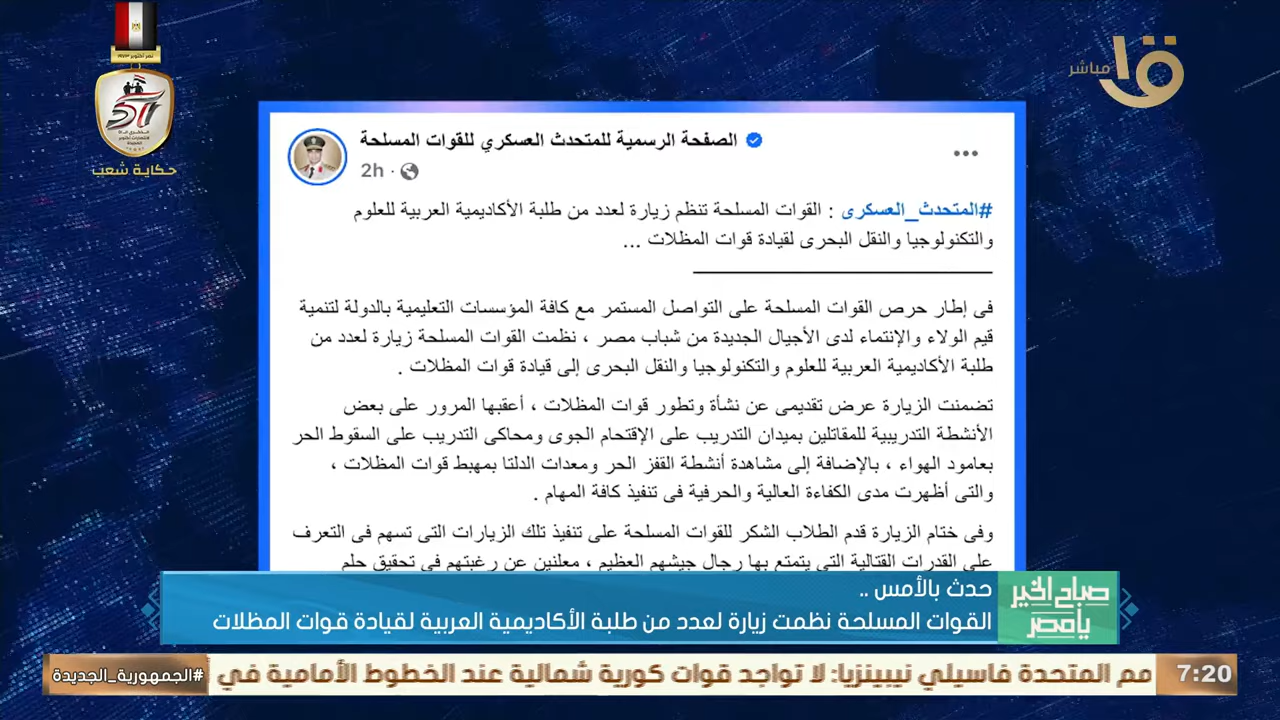 مباشر
حكاية شعب
الصفحة الرسمية للمتحدث العسكري للقوات المسلحة
2h ·
#المتحدث_العسكرى : القوات المسلحة تنظم زيارة لعدد من طلبة الأكاديمية العربية للعلوم
والتكنولوجيا والنقل البحرى لقيادة قوات المظلات ...
فى إطار حرص القوات المسلحة على التواصل المستمر مع كافة المؤسسات التعليمية بالدولة لتنمية
قيم الولاء والإنتماء لدى الأجيال الجديدة من شباب مصر ، نظمت القوات المسلحة زيارة لعدد من
طلبة الأكاديمية العربية للعلوم والتكنولوجيا والنقل البحرى إلى قيادة قوات المظلات .
تضمنت الزيارة عرض تقديمى عن نشأة وتطور قوات المظلات ، أعقبها المرور على بعض
الأنشطة التدريبية للمقاتلين بميدان التدريب على الإقتحام الجوى ومحاكى التدريب على السقوط الحر
بعامود الهواء ، بالإضافة إلى مشاهدة أنشطة القفز الحر ومعدات الدلتا بمهبط قوات المظلات ،
والتى أظهرت مدى الكفاءة العالية والحرفية فى تنفيذ كافة المهام .
وفى ختام الزيارة قدم الطلاب الشكر للقوات المسلحة على تنفيذ تلك الزيارات التى تسهم فى التعرف
على القدرات القتالية التى يتمتع بها رجال جيشهم العظيم ، معلنين عن رغبتهم فى تحقيق حلم
صباح الخير
يا مصر
حدث بالأمس ..
القوات المسلحة نظمت زيارة لعدد من طلبة الأكاديمية العربية لقيادة قوات المظلات
7:20
مم المتحدة فاسيلي نيبينزيا: لا تواجد قوات كورية شمالية عند الخطوط الأمامية في
#الجمهورية_الجديدة